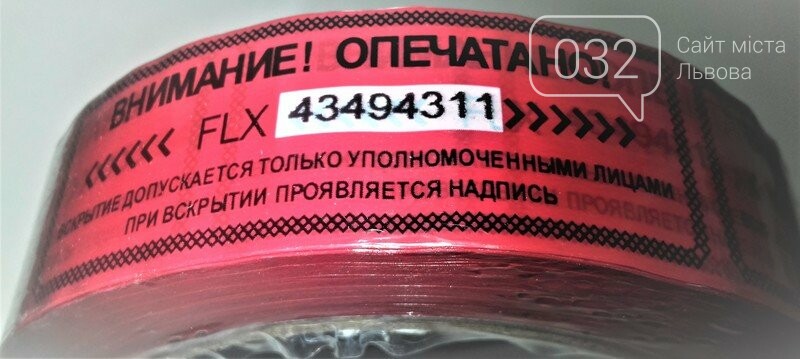 ВНИМАНИЕ! ОПЕЧАТАНО!
<<<<<< FLX 43494311 >>>>>>>
ВСКРЫТИЕ ДОПУСКАЕТСЯ ТОЛЬКО УПОЛНОМОЧЕННЫМИ ЛИЦАМИ
ПРИ ВСКРЫТИИ ПРОЯВЛЯЕТСЯ НАДПИСЬ
032
Сайт міста
Львова